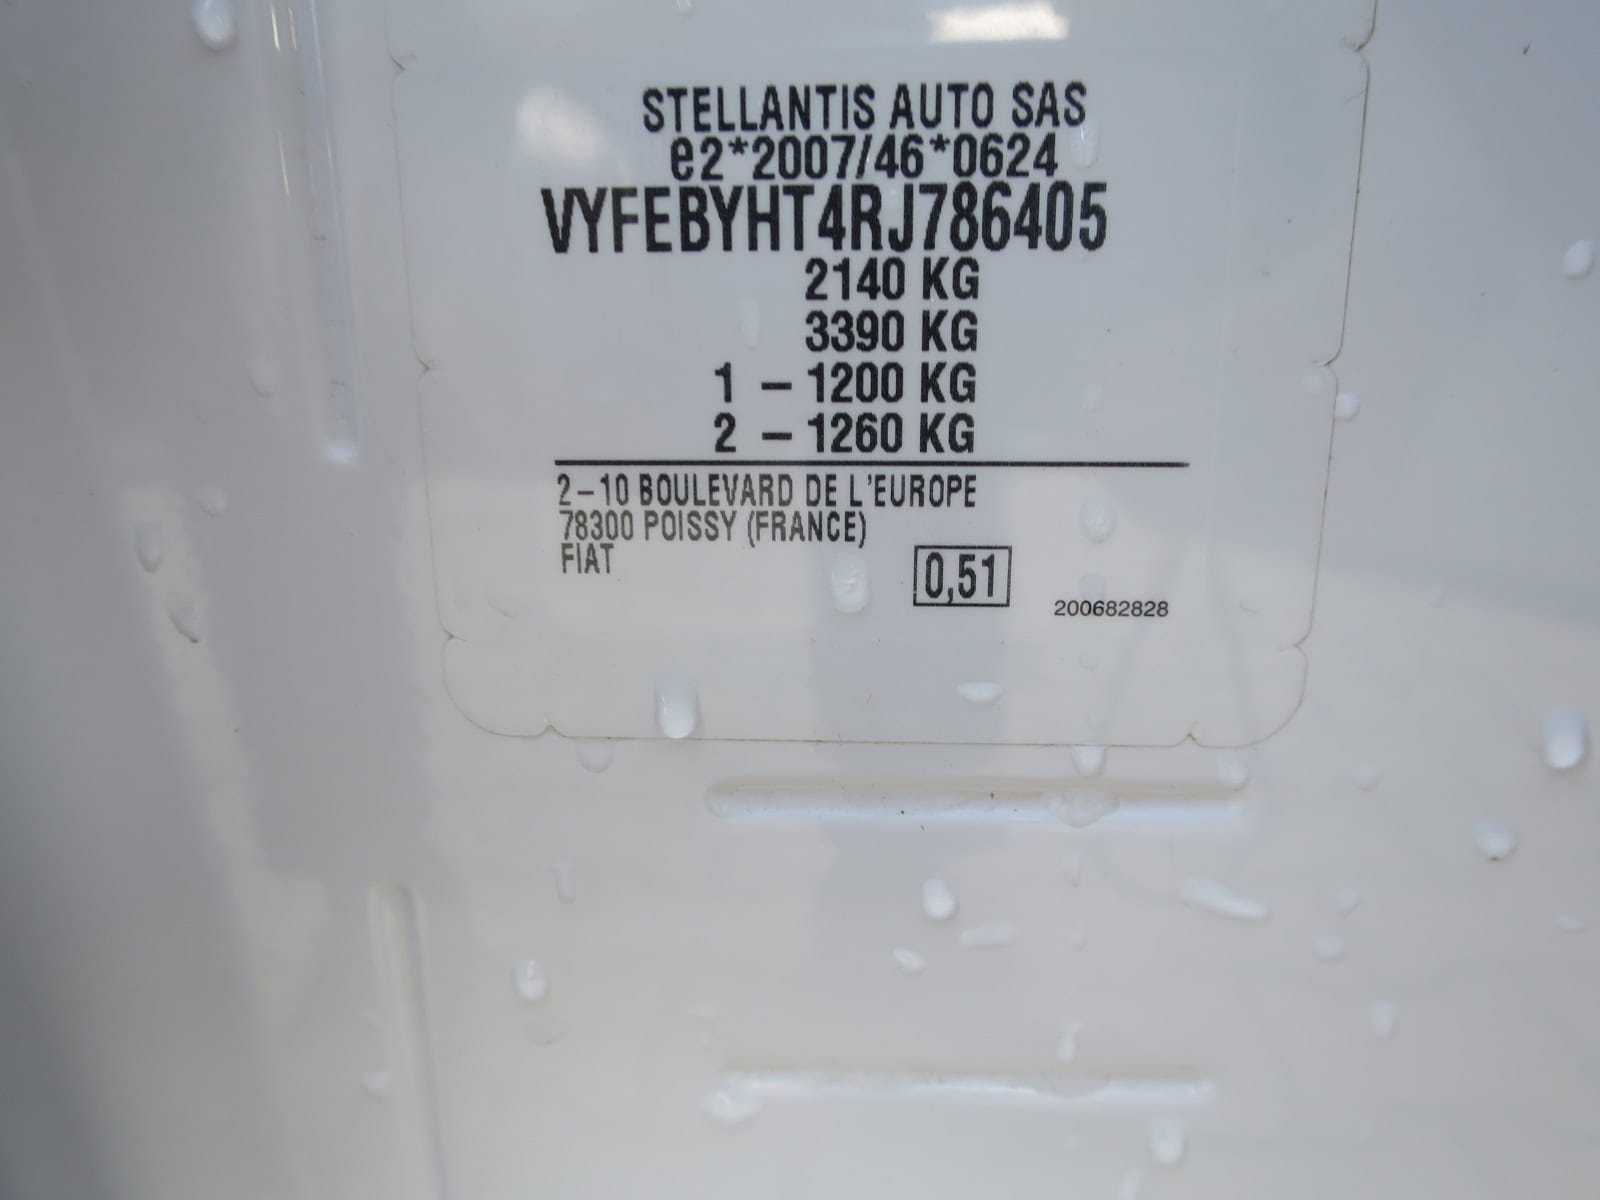 STELLANTIS AUTO SAS
e2*2007/46*0624
VYFEBYHT4RJ786405
2140 KG
3390 KG
1 – 1200 KG
2 – 1260 KG
2–10 BOULEVARD DE L'EUROPE
78300 POISSY (FRANCE)
FIAT
0,51
200682828